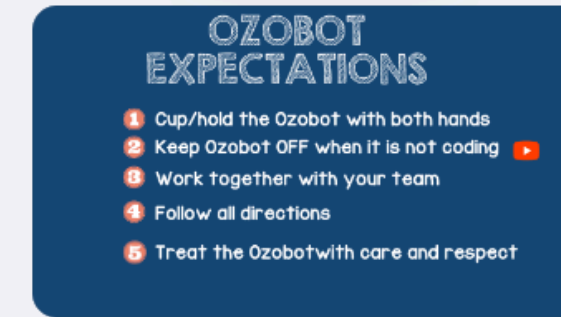 OZOBOT
EXPECTATIONS
1 Cup/hold the Ozobot with both hands
2 Keep Ozobot OFF when it is not coding
3 Work together with your team
4 Follow all directions
5 Treat the Ozobotwith care and respect